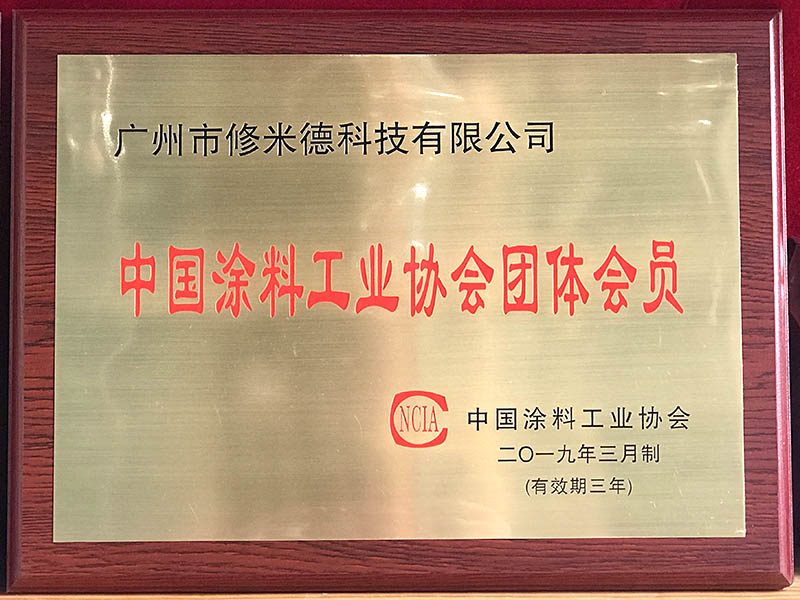 广州市修米德科技有限公司
中国涂料工业协会团体会员
NCIA 中国涂料工业协会
二〇一九年三月制
(有效期三年)